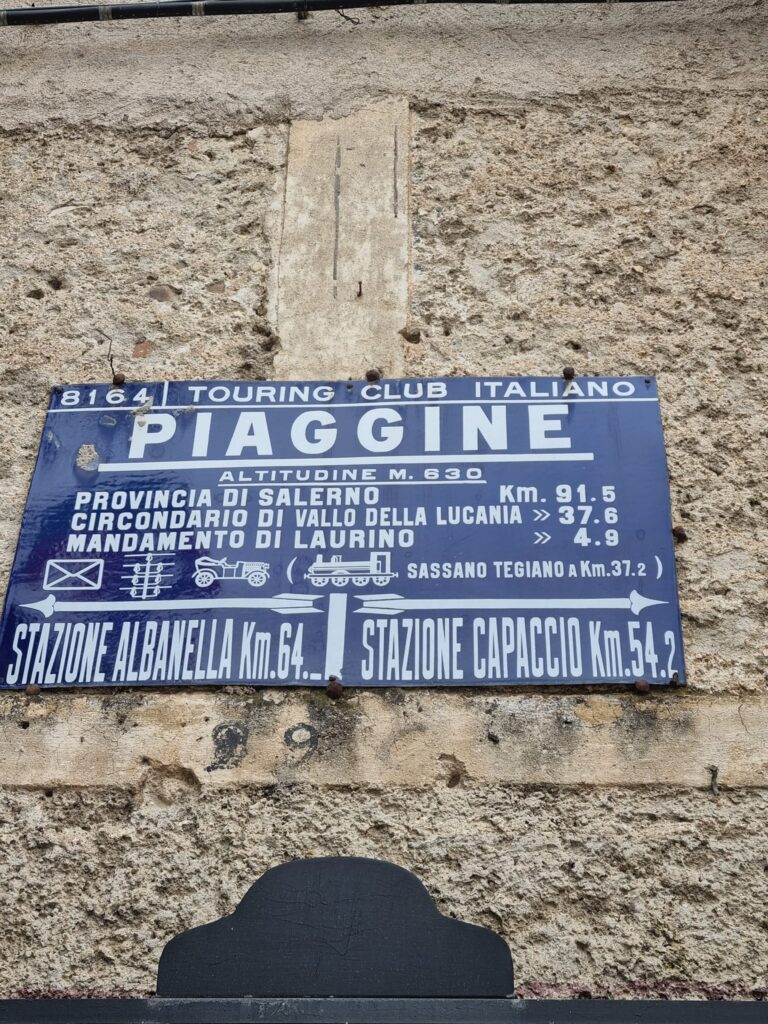 8164 TOURING CLUB ITALIANO
PIAGGINE
ALTITUDINE M. 630
PROVINCIA DI SALERNO Km. 91.5
CIRCONDARIO DI VALLO DELLA LUCANIA » 37.6
MANDAMENTO DI LAURINO » 4.9
( SASSANO TEGIANO A Km.37.2 )
STAZIONE ALBANELLA Km.64._ STAZIONE CAPACCIO Km.54.2
99